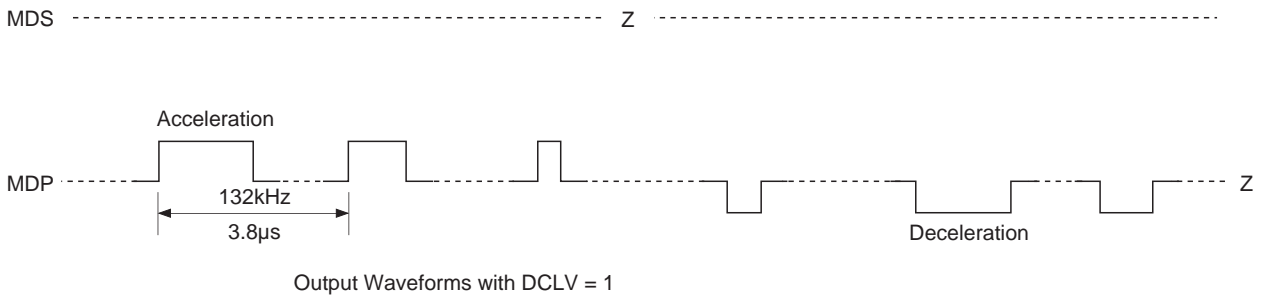 MDS Z
Acceleration
MDP Z
132kHz
3.8µs
Deceleration
Output Waveforms with DCLV = 1